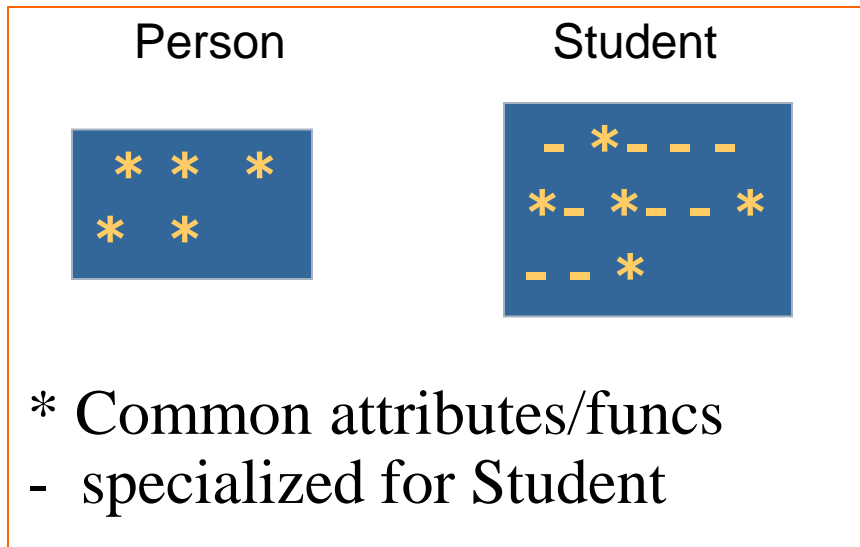 Person Student
* * *
* *
- * - - -
* - * - - *
- - *
* Common attributes/funcs
- specialized for Student